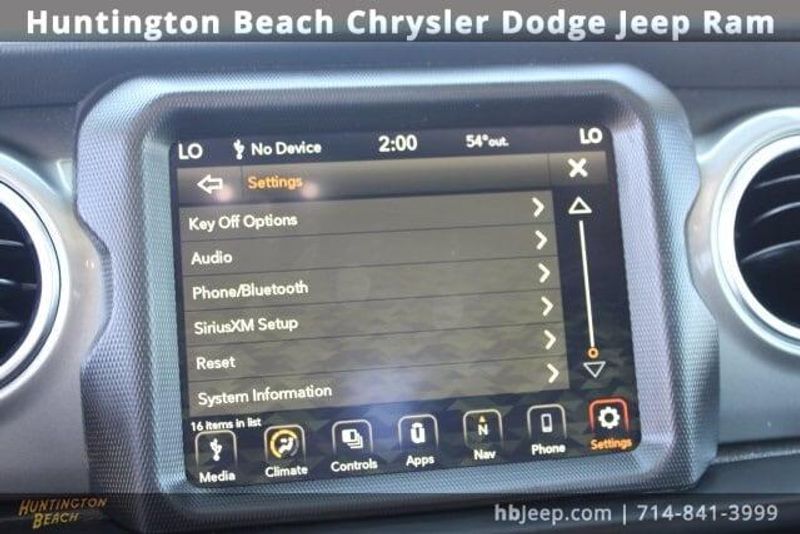 Huntington Beach Chrysler Dodge Jeep Ram
LO No Device 2:00 54°out. LO
Settings
Key Off Options
Audio
Phone/Bluetooth
SiriusXM Setup
Reset
System Information
16 items in list
N
Media Climate Controls Apps Nav Phone Settings
HUNTINGTON
BEACH
hbjeep.com | 714-841-3999